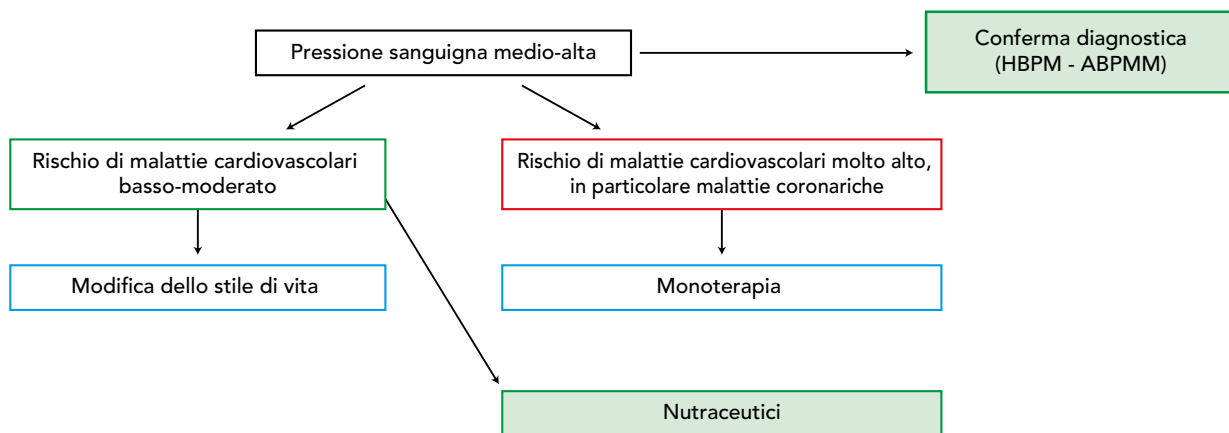 Pressione sanguigna medio-alta
Conferma diagnostica
(HBPM - ABPMM)
Rischio di malattie cardiovascolari
basso-moderato
Rischio di malattie cardiovascolari molto alto,
in particolare malattie coronariche
Modifica dello stile di vita
Monoterapia
Nutraceutici